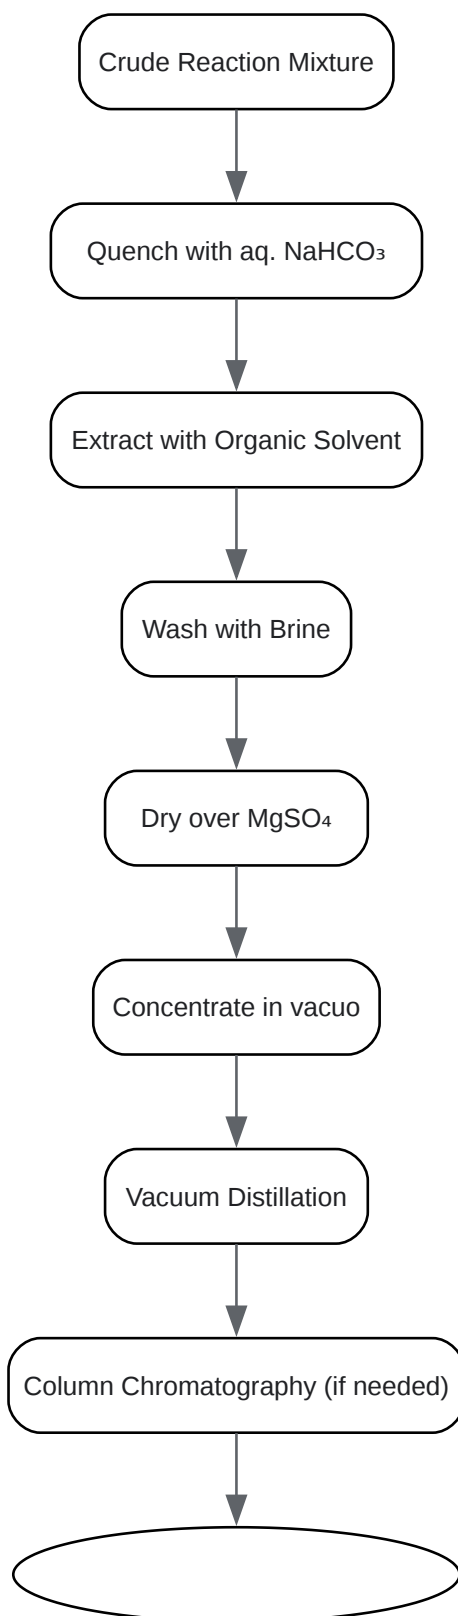 Crude Reaction Mixture
Quench with aq. NaHCO₃
Extract with Organic Solvent
Wash with Brine
Dry over MgSO₄
Concentrate in vacuo
Vacuum Distillation
Column Chromatography (if needed)